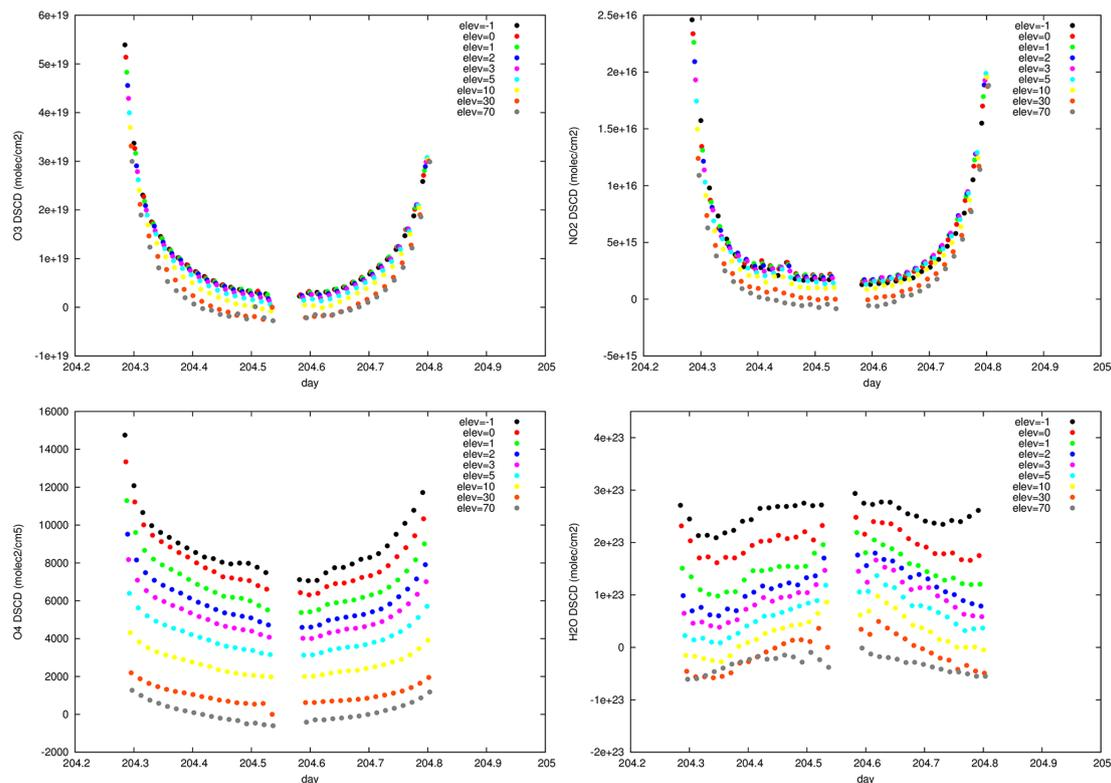 6e+19
5e+19
4e+19
3e+19
2e+19
1e+19
0
-1e+19
O3 DSCD (molec/cm2)
204.2 204.3 204.4 204.5 204.6 204.7 204.8 204.9 205
day
elev=-1
elev=0
elev=1
elev=2
elev=3
elev=5
elev=10
elev=30
elev=70
2.5e+16
2e+16
1.5e+16
1e+16
5e+15
0
-5e+15
NO2 DSCD (molec/cm2)
204.2 204.3 204.4 204.5 204.6 204.7 204.8 204.9 205
day
elev=-1
elev=0
elev=1
elev=2
elev=3
elev=5
elev=10
elev=30
elev=70
16000
14000
12000
10000
8000
6000
4000
2000
0
-2000
O4 DSCD (molec2/cm5)
204.2 204.3 204.4 204.5 204.6 204.7 204.8 204.9 205
day
elev=-1
elev=0
elev=1
elev=2
elev=3
elev=5
elev=10
elev=30
elev=70
4e+23
3e+23
2e+23
1e+23
0
-1e+23
-2e+23
H2O DSCD (molec/cm2)
204.2 204.3 204.4 204.5 204.6 204.7 204.8 204.9 205
day
elev=-1
elev=0
elev=1
elev=2
elev=3
elev=5
elev=10
elev=30
elev=70